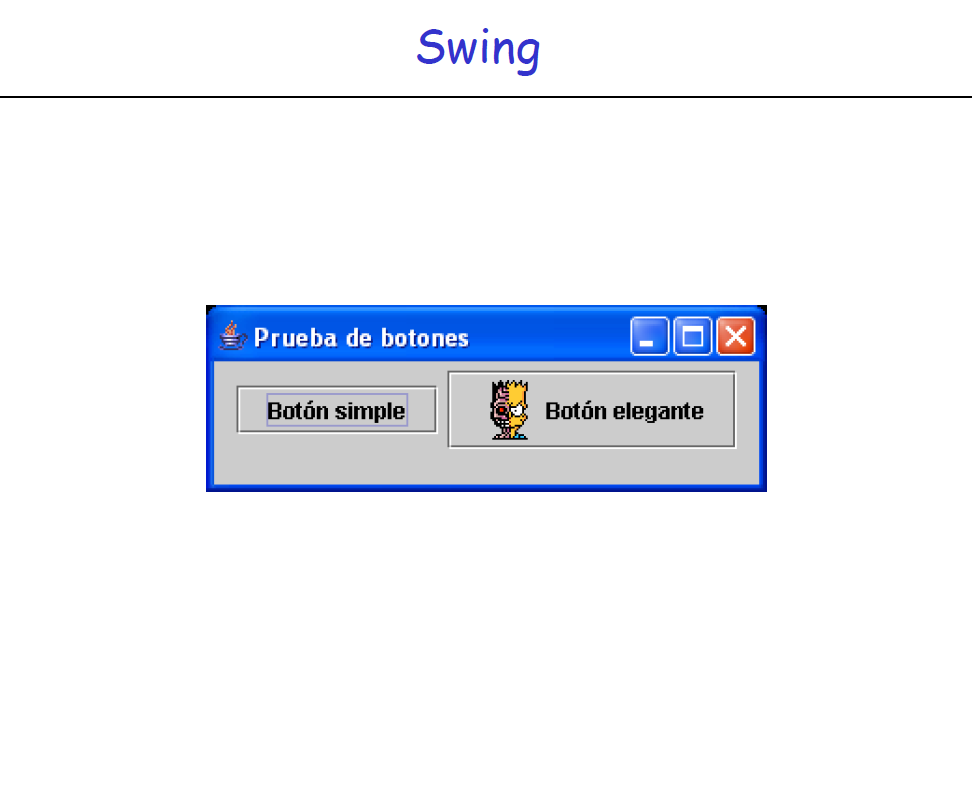 Swing
Prueba de botones
Botón simple
Botón elegante